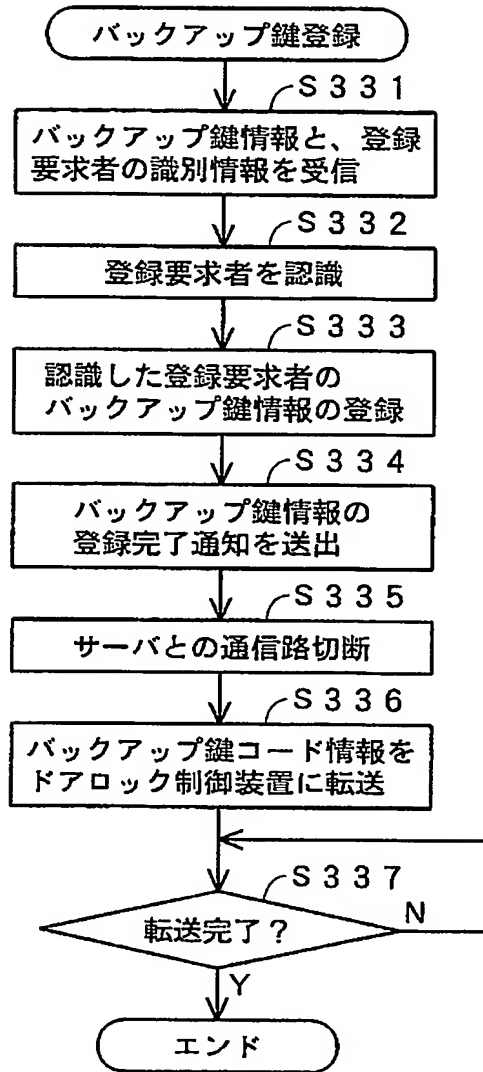 バックアップ鍵登録
S331
バックアップ鍵情報と、登録
要求者の識別情報を受信
S332
登録要求者を認識
S333
認識した登録要求者の
バックアップ鍵情報の登録
S334
バックアップ鍵情報の
登録完了通知を送出
S335
サーバとの通信路切断
S336
バックアップ鍵コード情報を
ドアロック制御装置に転送
S337
転送完了？
N
Y
エンド